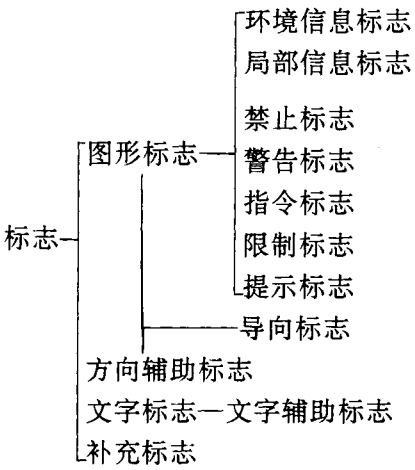 环境信息标志
局部信息标志
禁止标志
图形标志
警告标志
指令标志
标志
限制标志
提示标志
导向标志
方向辅助标志
文字标志—文字辅助标志
补充标志